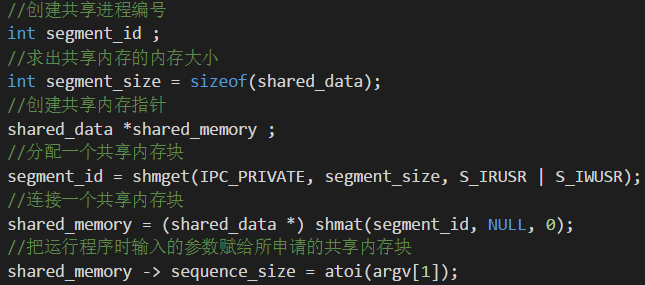 //创建共享进程编号
int segment_id ;
//求出共享内存的内存大小
int segment_size = sizeof(shared_data);
//创建共享内存指针
shared_data *shared_memory ;
//分配一个共享内存块
segment_id = shmget(IPC_PRIVATE, segment_size, S_IRUSR | S_IWUSR);
//连接一个共享内存块
shared_memory = (shared_data *) shmat(segment_id, NULL, 0);
//把运行程序时输入的参数赋给所申请的共享内存块
shared_memory -> sequence_size = atoi(argv[1]);